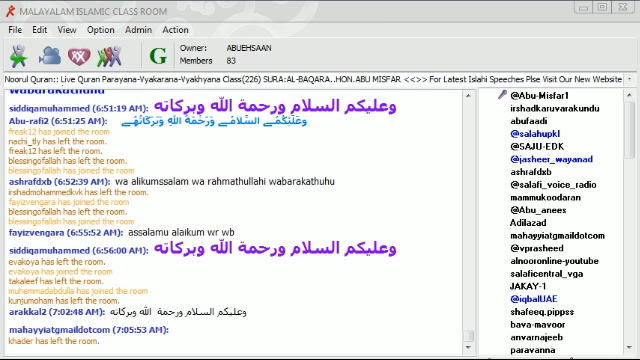 MALAYALAM ISLAMIC CLASS ROOM
File Edit View Option Admin Action
G
Owner: ABUEHSAAN
Members 83
Noorul Quran:: Live Quran Parayana-Vyakarana-Vyakhyana Class(226) SURA:AL-BAQARA..HON.ABU MISFAR <<>> For Latest Islahi Speeches Plse Visit Our New Website
wabarakathuhu
siddiqamuhammed (6:51:19 AM): وعليكم السلام ورحمة الله وبركاته
Abu-rafi2 (6:51:25 AM): وَعَلَيْكُمُـے السَّلامُـے وَرَحْمَةُ اللهِ وَبَرَكَاتُهُـے
freak12 has joined the room
nachi_tly has left the room.
freak12 has left the room.
blessingofallah has left the room.
blessingofallah has joined the room
ashrafdxb (6:52:39 AM): wa alikumssalam wa rahmathullahi wabarakathuhu
irshadmohammedkvk has left the room.
fayizvengara has joined the room
blessingofallah has left the room.
blessingofallah has joined the room
fayizvengara (6:55:52 AM): assalamu alaikum wr wb
siddiqamuhammed (6:56:00 AM): وعليكم السلام ورحمة الله وبركاته
evakoya has left the room.
evakoya has joined the room
takaleef has left the room.
muhemmadabdulla has joined the room
kunjumoham has left the room.
arakkal2 (7:02:48 AM): وعليكم السلام ورحمة الله وبركاته
mahayyiatgmaildotcom (7:05:53 AM):
khader has left the room.
@Abu-Misfar1
irshadkaruvarakundu
abufaadi
@salahupkl
@SAJU-EDK
@jasheer_wayanad
ashrafdxb
@salafi_voice_radio
mammukoodaran
@Abu_anees
Adilazad
mahayyiatgmaildotcom
@vprasheed
alnooronline-youtube
salaficentral_vga
JAKAY-1
@iqbalUAE
shafeeq.pippss
bava-mavoor
anvarnajeeb
paravanna